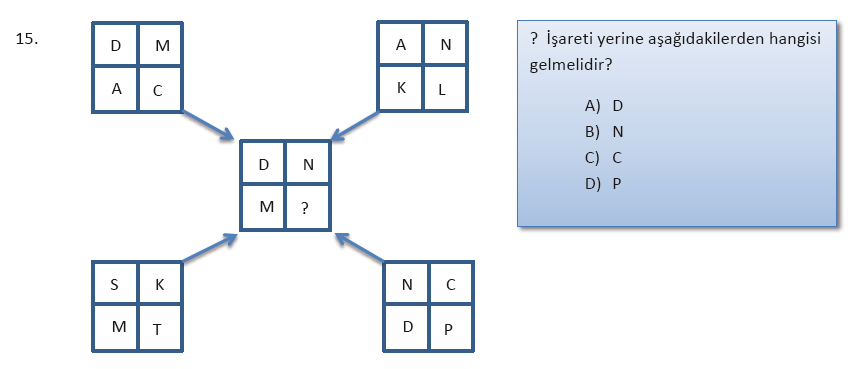 15.
D M
A C
A N
K L
D N
M ?
S K
M T
N C
D P
? İşareti yerine aşağıdakilerden hangisi
gelmelidir?
A) D
B) N
C) C
D) P